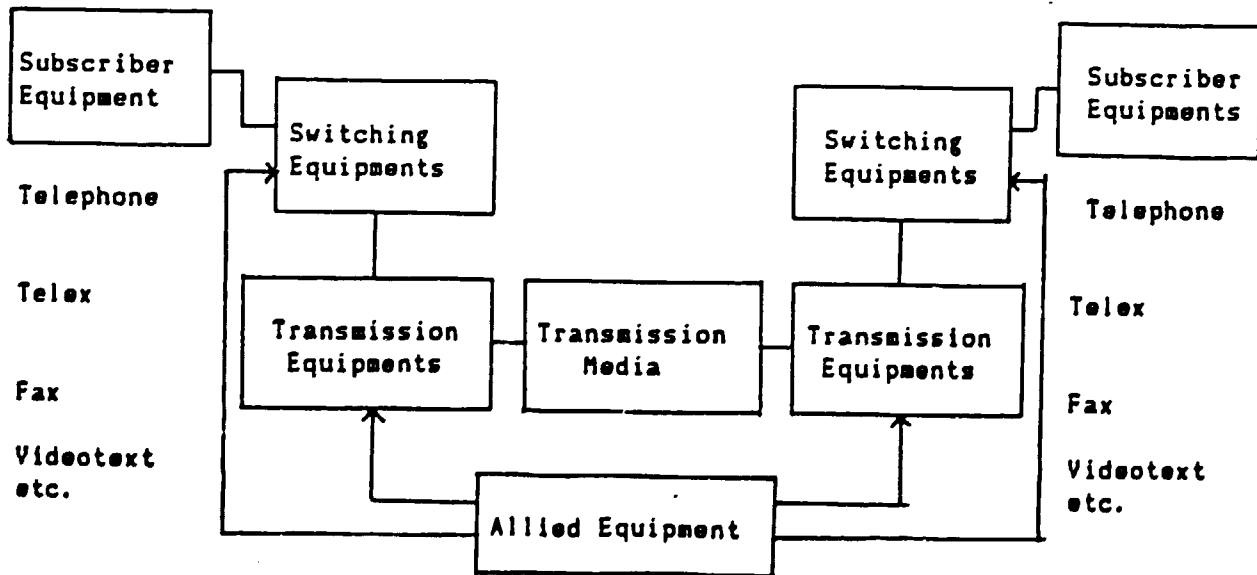 Subscriber
Equipment
Switching
Equipments
Telephone
Telex
Fax
Videotext
etc.
Transmission
Equipments
Transmission
Media
Allied Equipment
Switching
Equipments
Transmission
Equipments
Subscriber
Equipments
Telephone
Telex
Fax
Videotext
etc.